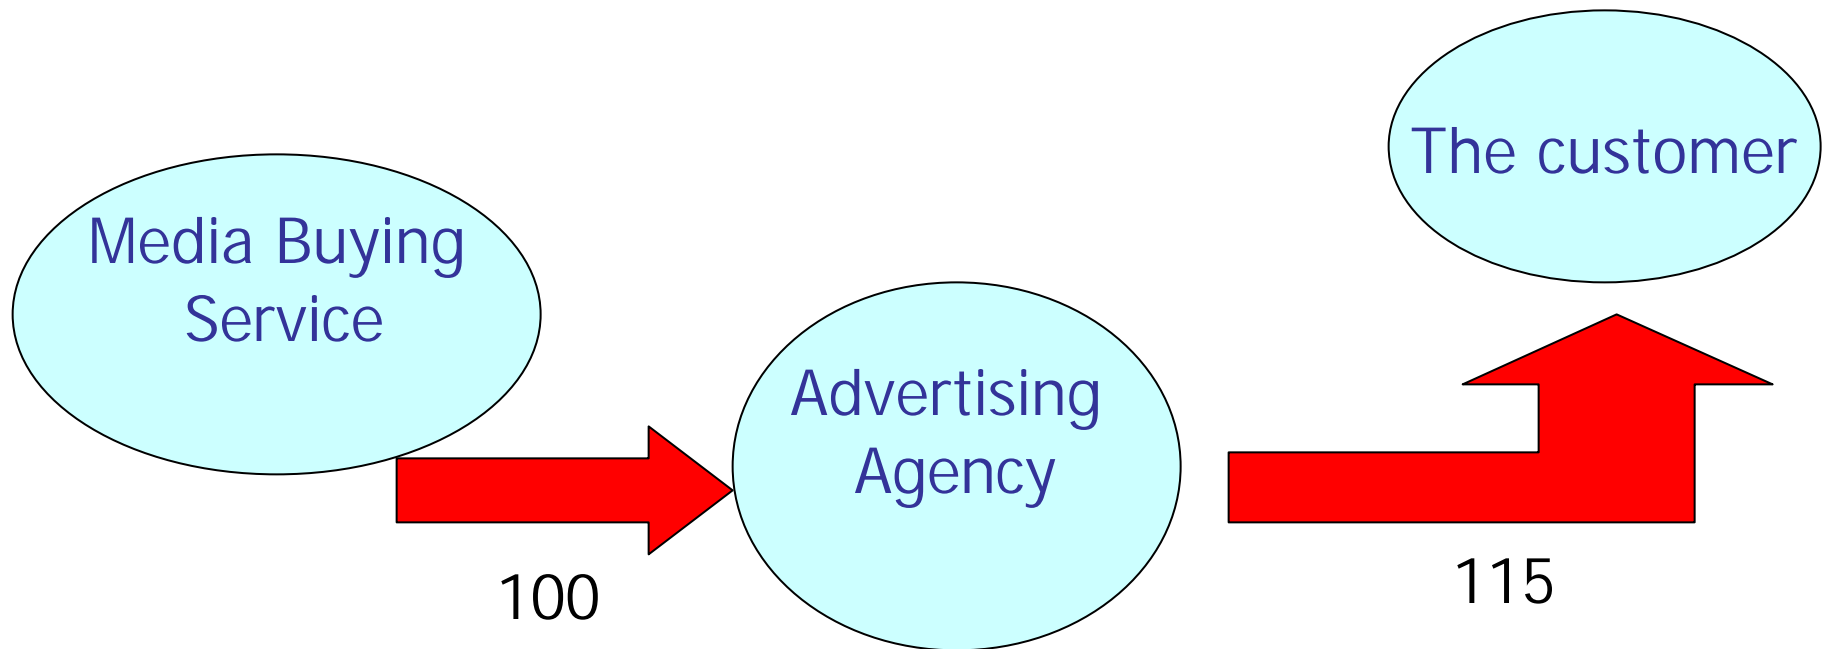 The customer
Media Buying
Service
Advertising
Agency
100
115